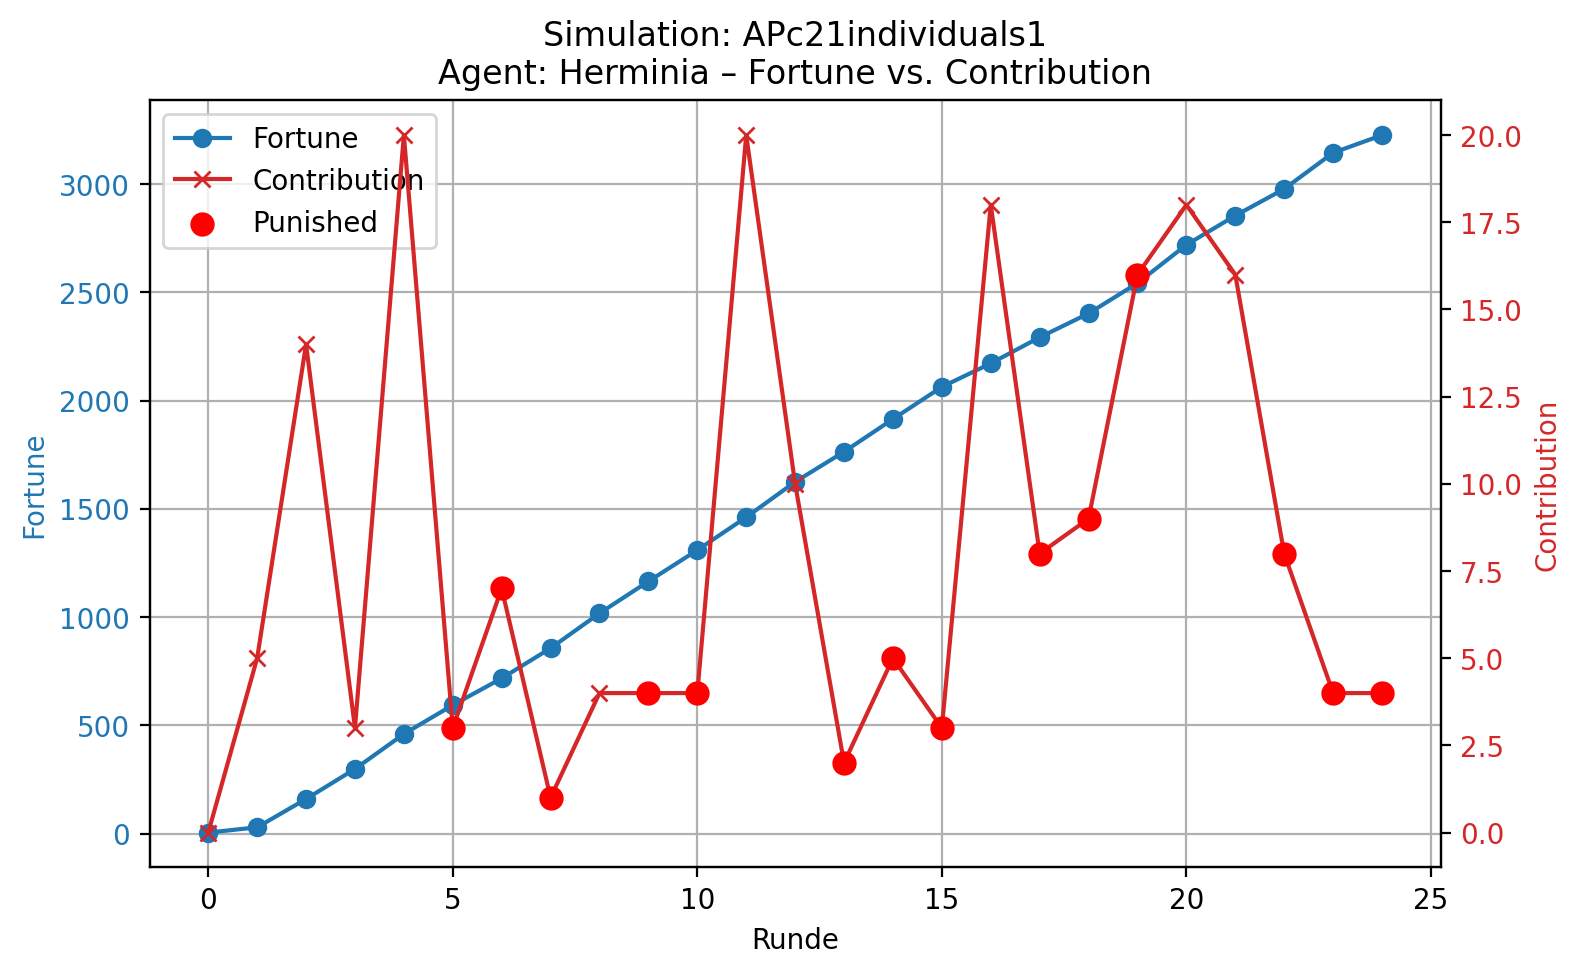 Simulation: APc21individuals1
Agent: Herminia – Fortune vs. Contribution
Fortune
Contribution
Punished
3000
2500
2000
1500
1000
500
0
Fortune
20.0
17.5
15.0
12.5
10.0
7.5
5.0
2.5
0.0
Contribution
0 5 10 15 20 25
Runde